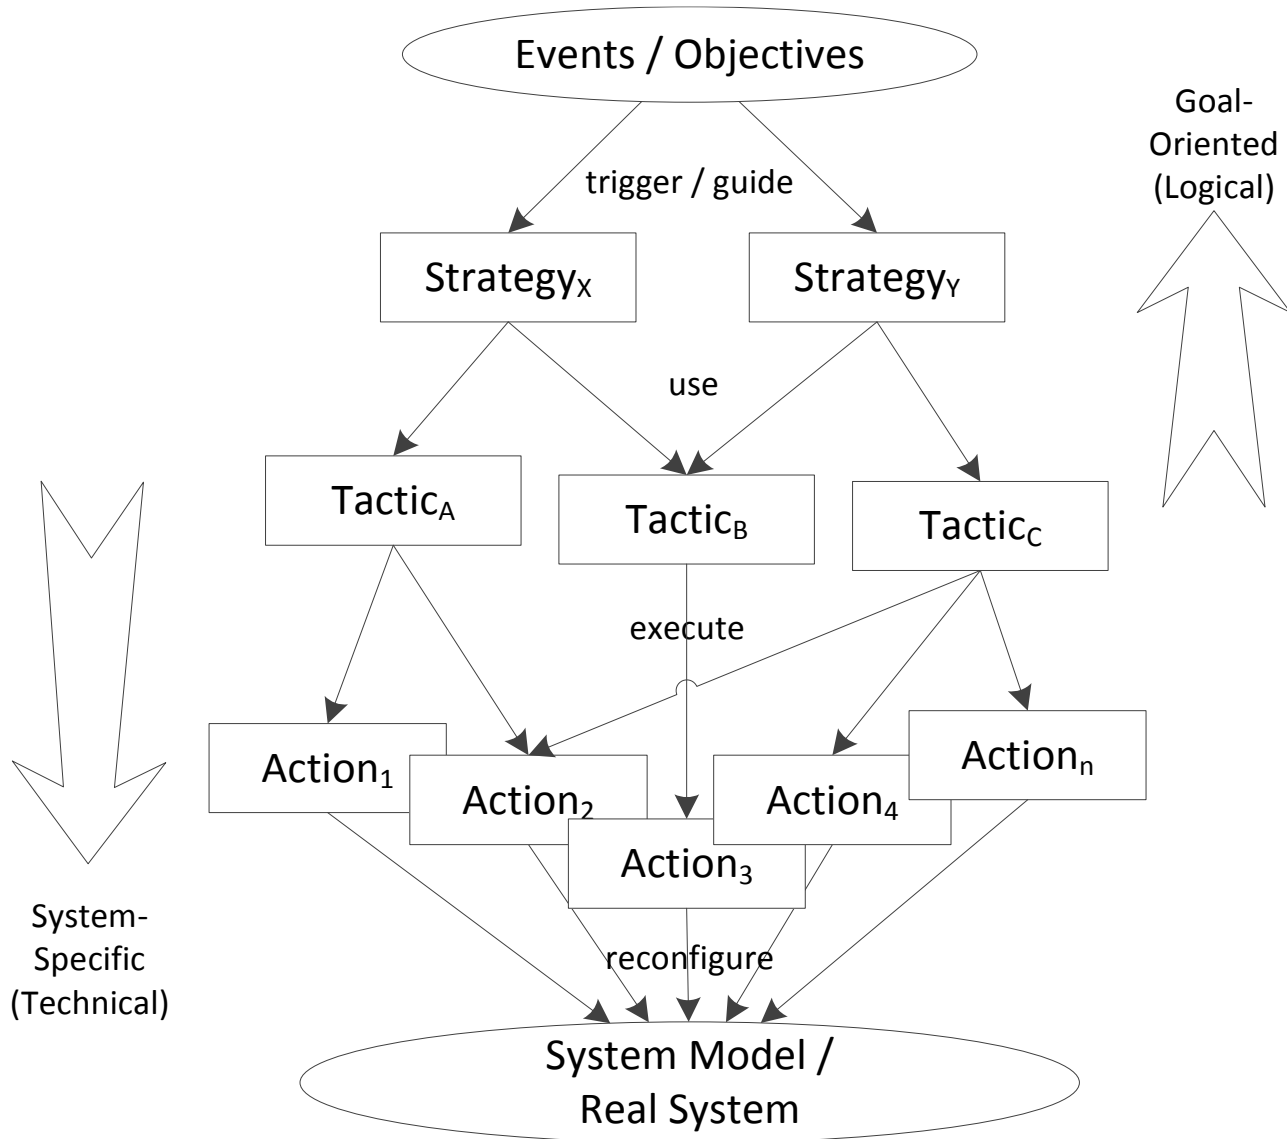 Events / Objectives
Goal-
Oriented
(Logical)
trigger / guide
StrategyX
StrategyY
use
TacticA
TacticB
TacticC
execute
Action1
Action2
Action3
Action4
Actionn
System-
Specific
(Technical)
reconfigure
System Model /
Real System